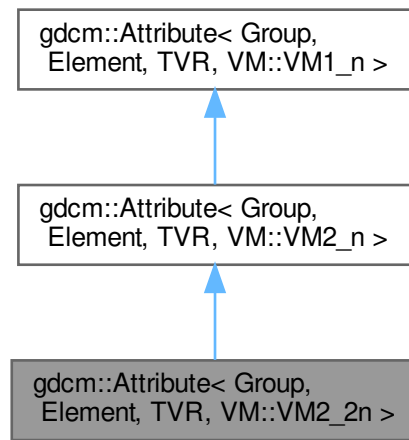 gdcm::Attribute< Group,
Element, TVR, VM::VM1_n >
gdcm::Attribute< Group,
Element, TVR, VM::VM2_n >
gdcm::Attribute< Group,
Element, TVR, VM::VM2_2n >